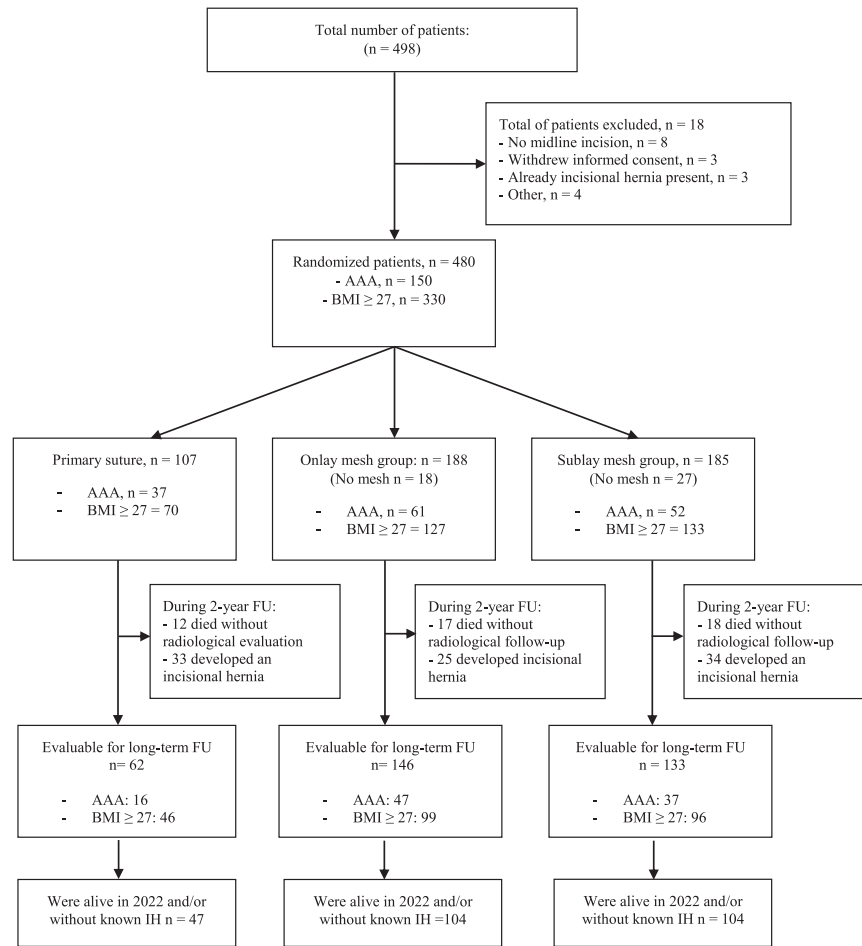 Total number of patients:
(n = 498)
Total of patients excluded, n = 18
- No midline incision, n = 8
- Withdrew informed consent, n = 3
- Already incisional hernia present, n = 3
- Other, n = 4
Randomized patients, n = 480
- AAA, n = 150
- BMI ≥ 27, n = 330
Primary suture, n = 107
- AAA, n = 37
- BMI ≥ 27 = 70
Onlay mesh group: n = 188
(No mesh n = 18)
- AAA, n = 61
- BMI ≥ 27 = 127
Sublay mesh group, n = 185
(No mesh n = 27)
- AAA, n = 52
- BMI ≥ 27 = 133
During 2-year FU:
- 12 died without
radiological evaluation
- 33 developed an
incisional hernia
During 2-year FU:
- 17 died without
radiological follow-up
- 25 developed incisional
hernia
During 2-year FU:
- 18 died without
radiological follow-up
- 34 developed an
incisional hernia
Evaluable for long-term FU
n= 62
- AAA: 16
- BMI ≥ 27: 46
Evaluable for long-term FU
n = 146
- AAA: 47
- BMI ≥ 27: 99
Evaluable for long-term FU
n = 133
- AAA: 37
- BMI ≥ 27: 96
Were alive in 2022 and/or
without known IH n = 47
Were alive in 2022 and/or
without known IH =104
Were alive in 2022 and/or
without known IH n = 104